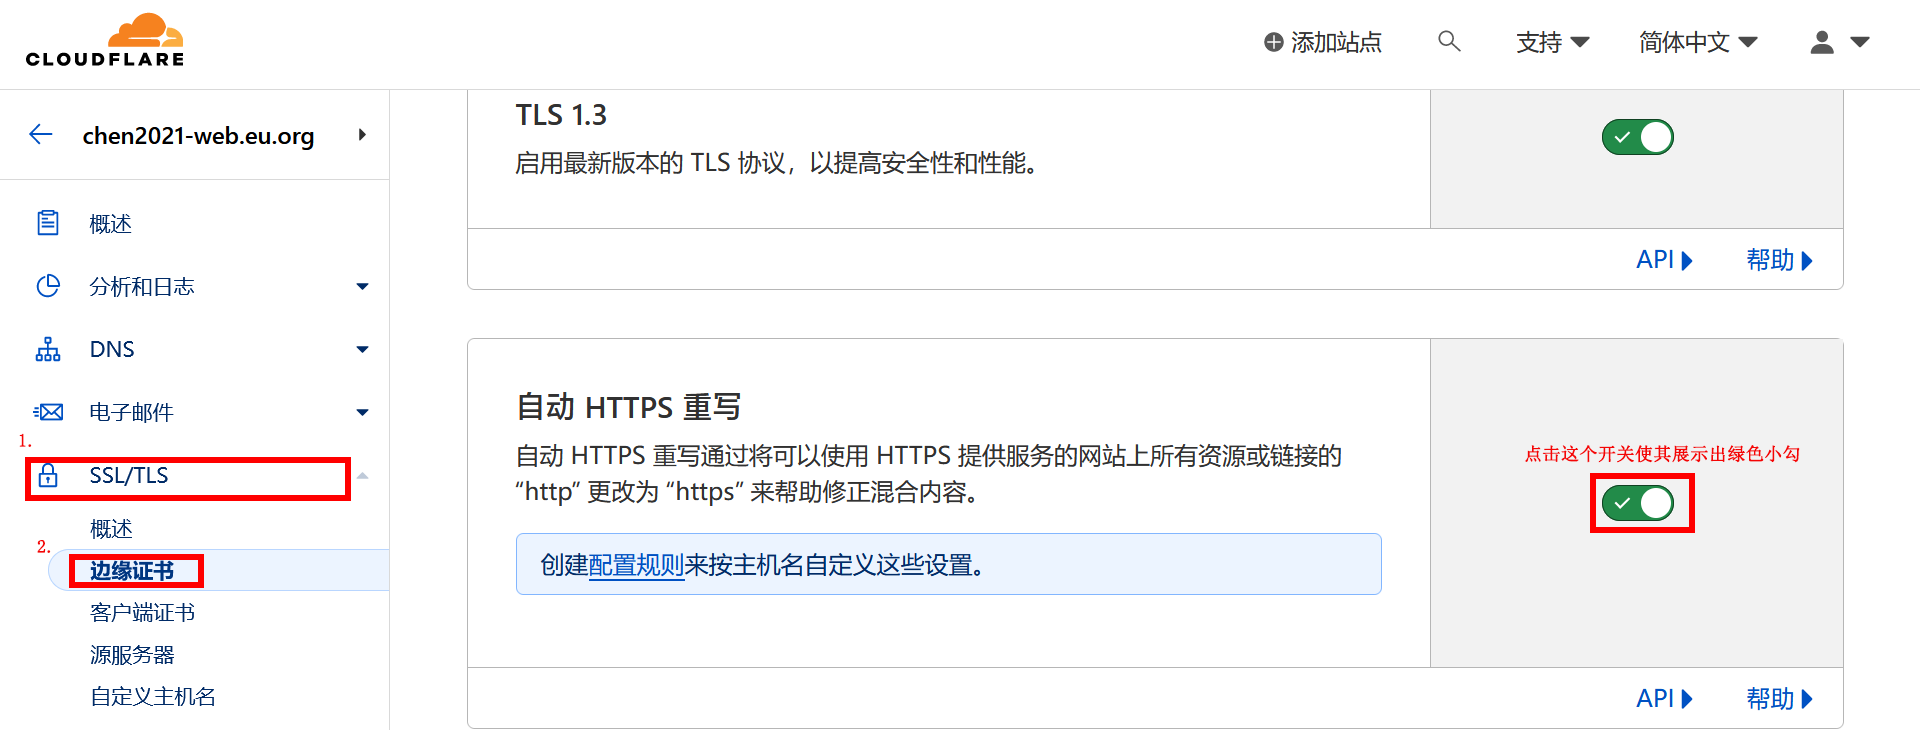 CLOUDFLARE
添加站点
支持
简体中文
chen2021-web.eu.org
概述
分析和日志
DNS
电子邮件
1.
SSL/TLS
概述
2.
边缘证书
客户端证书
源服务器
自定义主机名
TLS 1.3
启用最新版本的 TLS 协议，以提高安全性和性能。
API
帮助
自动 HTTPS 重写
自动 HTTPS 重写通过将可以使用 HTTPS 提供服务的网站上所有资源或链接的
“http” 更改为 “https” 来帮助修正混合内容。
创建配置规则来按主机名自定义这些设置。
点击这个开关使其展示出绿色小勾
API
帮助